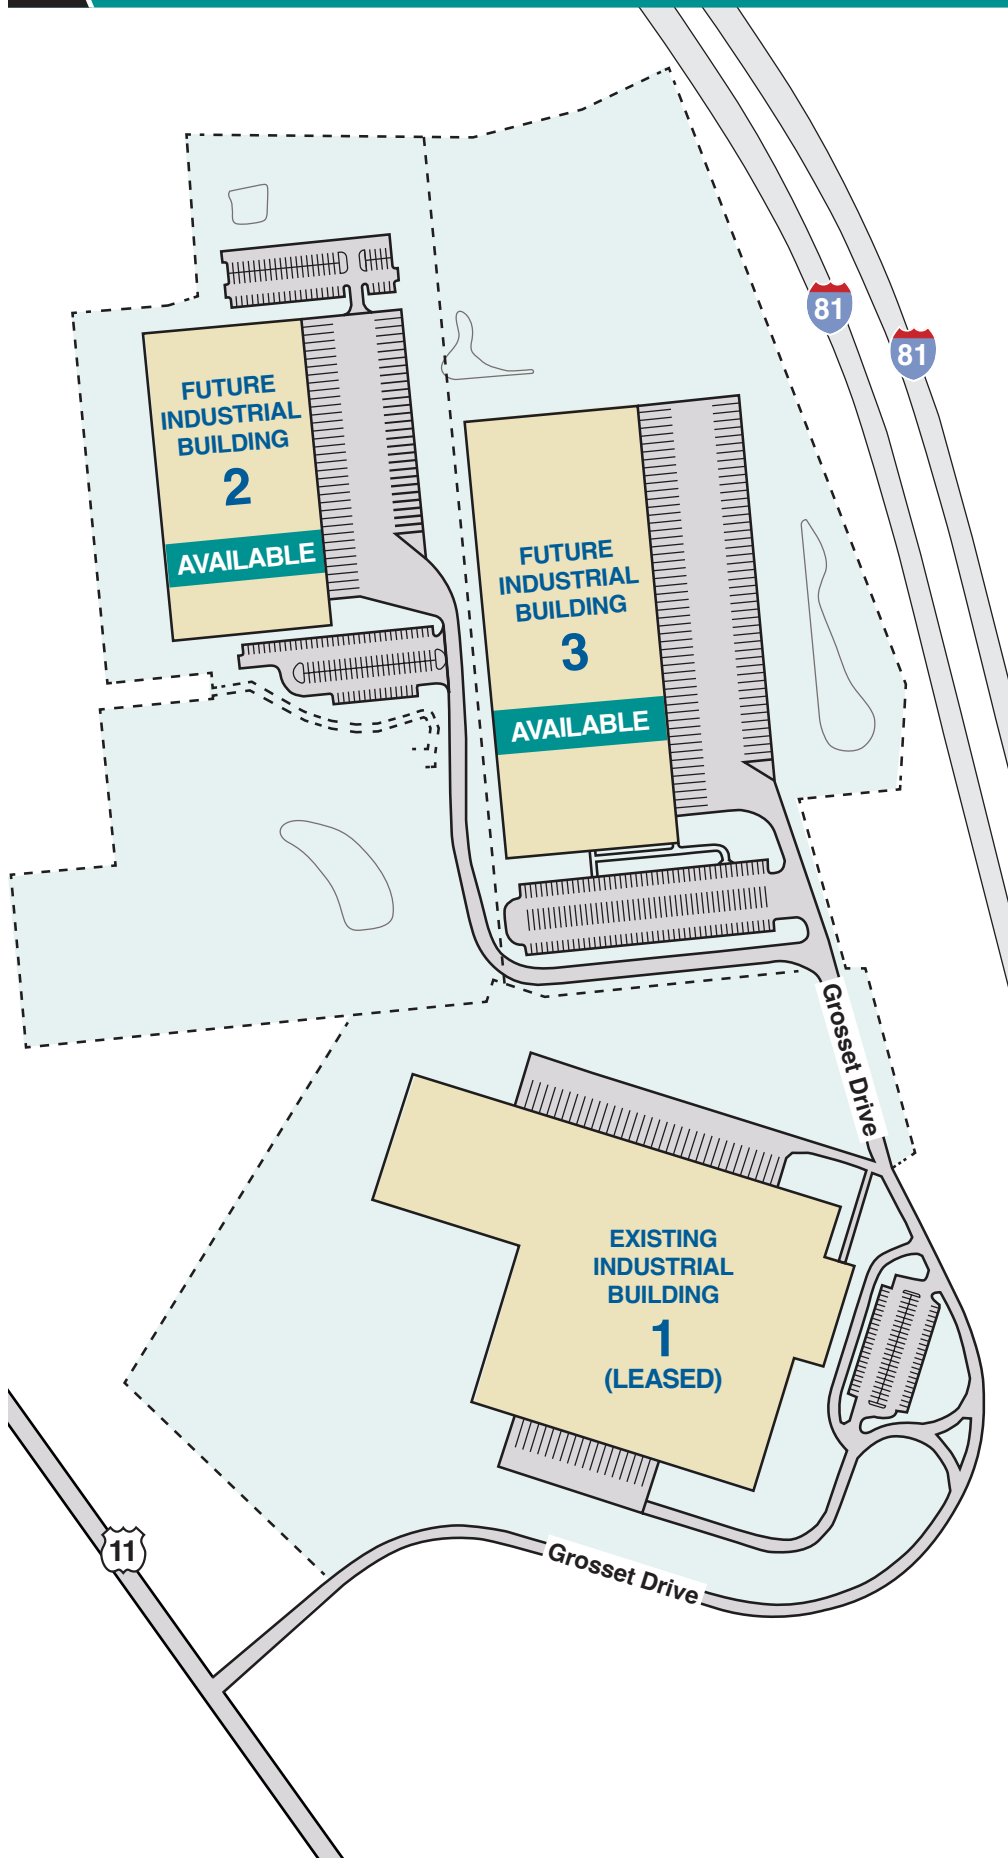 81
81
FUTURE
INDUSTRIAL
BUILDING
2
AVAILABLE
FUTURE
INDUSTRIAL
BUILDING
3
AVAILABLE
Grosset Drive
EXISTING
INDUSTRIAL
BUILDING
1
(LEASED)
11
Grosset Drive